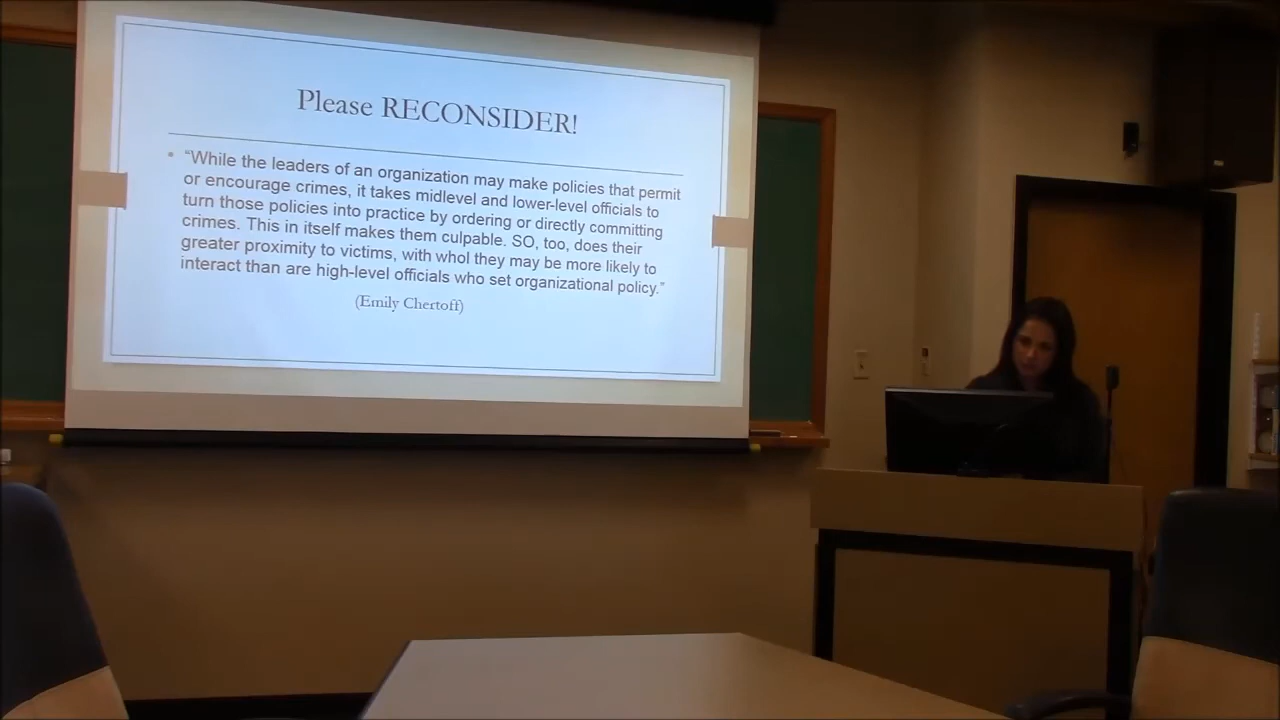 Please RECONSIDER!
• “While the leaders of an organization may make policies that permit
or encourage crimes, it takes midlevel and lower-level officials to
turn those policies into practice by ordering or directly committing
crimes. This in itself makes them culpable. SO, too, does their
greater proximity to victims, with whol they may be more likely to
interact than are high-level officials who set organizational policy.”
(Emily Chertoff)